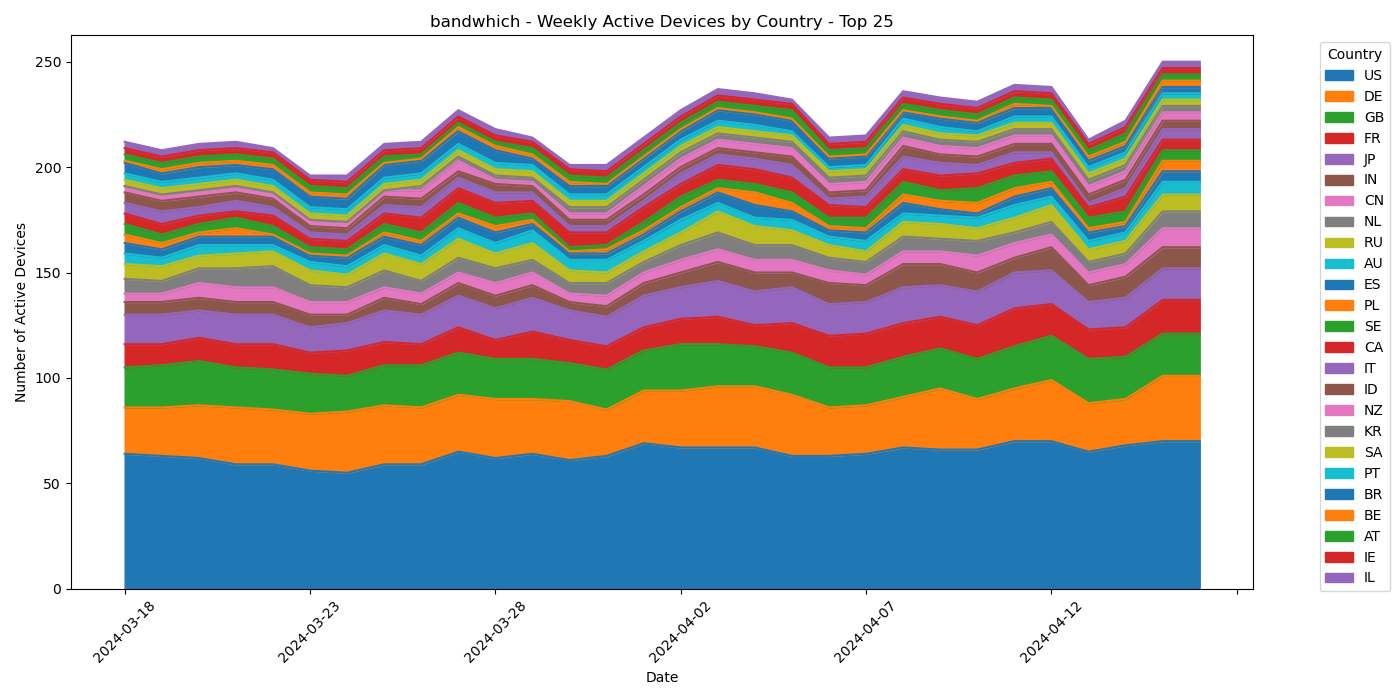 bandwhich - Weekly Active Devices by Country - Top 25
Number of Active Devices
250
200
150
100
50
0
2024-03-18
2024-03-23
2024-03-28
2024-04-02
2024-04-07
2024-04-12
Date
Country
US
DE
GB
FR
JP
IN
CN
NL
RU
AU
ES
PL
SE
CA
IT
ID
NZ
KR
SA
PT
BR
BE
AT
IE
IL